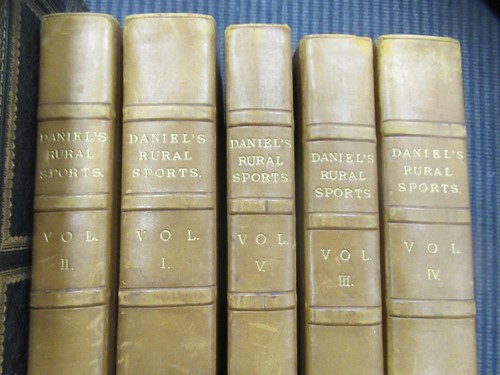 DANIEL'S
RURAL
SPORTS.
VOL.
II.
DANIEL'S
RURAL
SPORTS.
VOL.
I.
DANIEL'S
RURAL
SPORTS.
VOL.
V.
DANIEL'S
RURAL
SPORTS.
VOL.
III.
DANIEL'S
RURAL
SPORTS.
VOL.
IV.